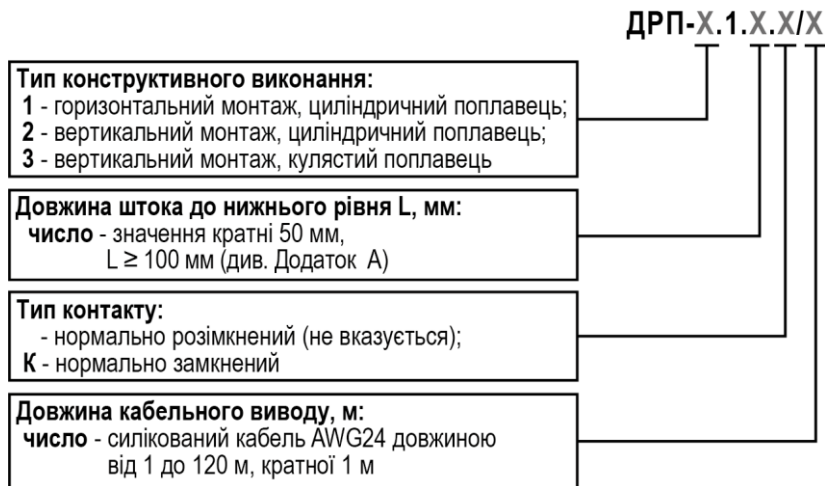 ДРП-X.1.X.X/X
Тип конструктивного виконання:
1 - горизонтальний монтаж, циліндричний поплавець;
2 - вертикальний монтаж, циліндричний поплавець;
3 - вертикальний монтаж, кулястий поплавець
Довжина штока до нижнього рівня L, мм:
число - значення кратні 50 мм,
L ≥ 100 мм (див. Додаток А)
Тип контакту:
- нормально розімкнений (не вказується);
К - нормально замкнений
Довжина кабельного виводу, м:
число - силікований кабель AWG24 довжиною
від 1 до 120 м, кратної 1 м